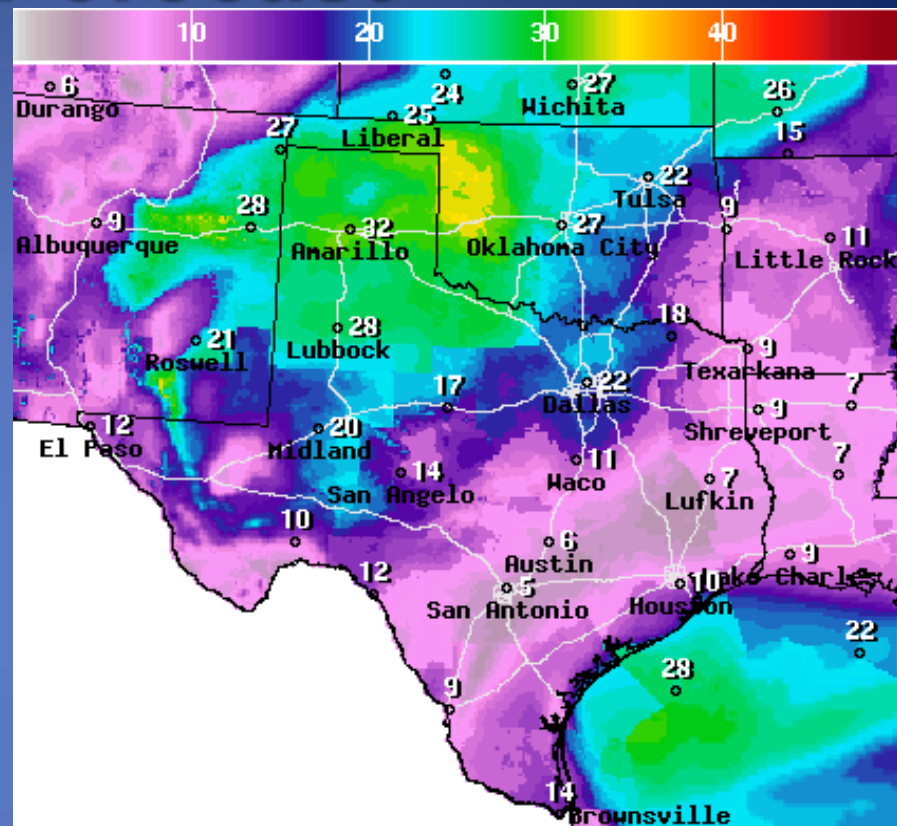 10 20 30 40
6
Durango
24
27
Wichita
25
Liberal
26
27
15
22
Tulsa
9
Albuquerque
28
32
Amarillo
27
Oklahoma City
9
11
Little Rock
21
Roswell
28
Lubbock
18
9
Texarkana
12
El Paso
20
Midland
17
22
Dallas
9
Shreveport
7
14
San Angelo
11
Waco
7
Lufkin
7
10
6
Austin
9
Lake Charles
12
5
San Antonio
10
Houston
22
28
9
14
Brownsville